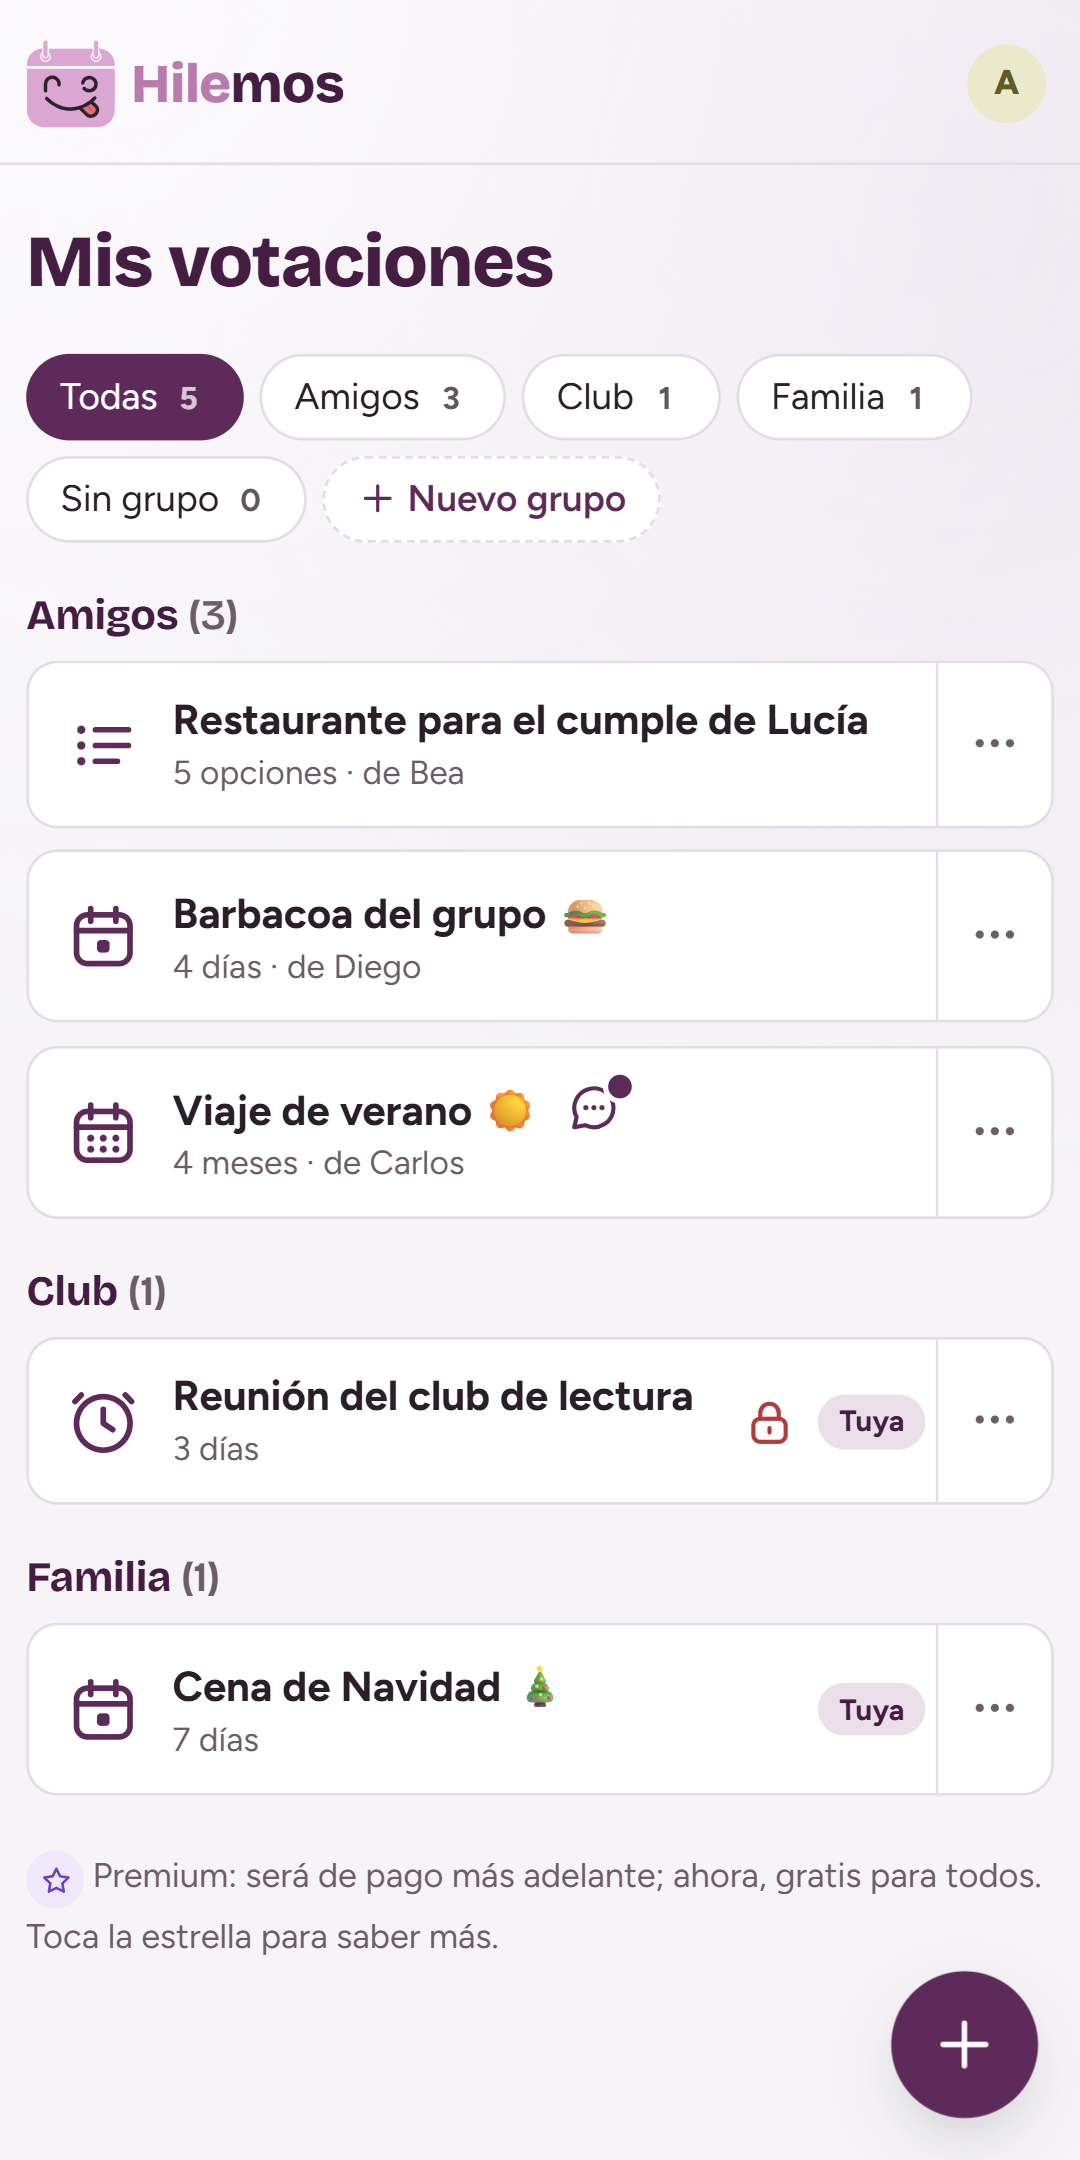 Hilemos
A
Mis votaciones
Todas 5
Amigos 3
Club 1
Familia 1
Sin grupo 0
+ Nuevo grupo
Amigos (3)
Restaurante para el cumple de Lucía
5 opciones · de Bea
Barbacoa del grupo 🍔
4 días · de Diego
Viaje de verano ☀️
4 meses · de Carlos
Club (1)
Reunión del club de lectura
3 días
Tuya
Familia (1)
Cena de Navidad 🎄
7 días
Tuya
Premium: será de pago más adelante; ahora, gratis para todos.
Toca la estrella para saber más.